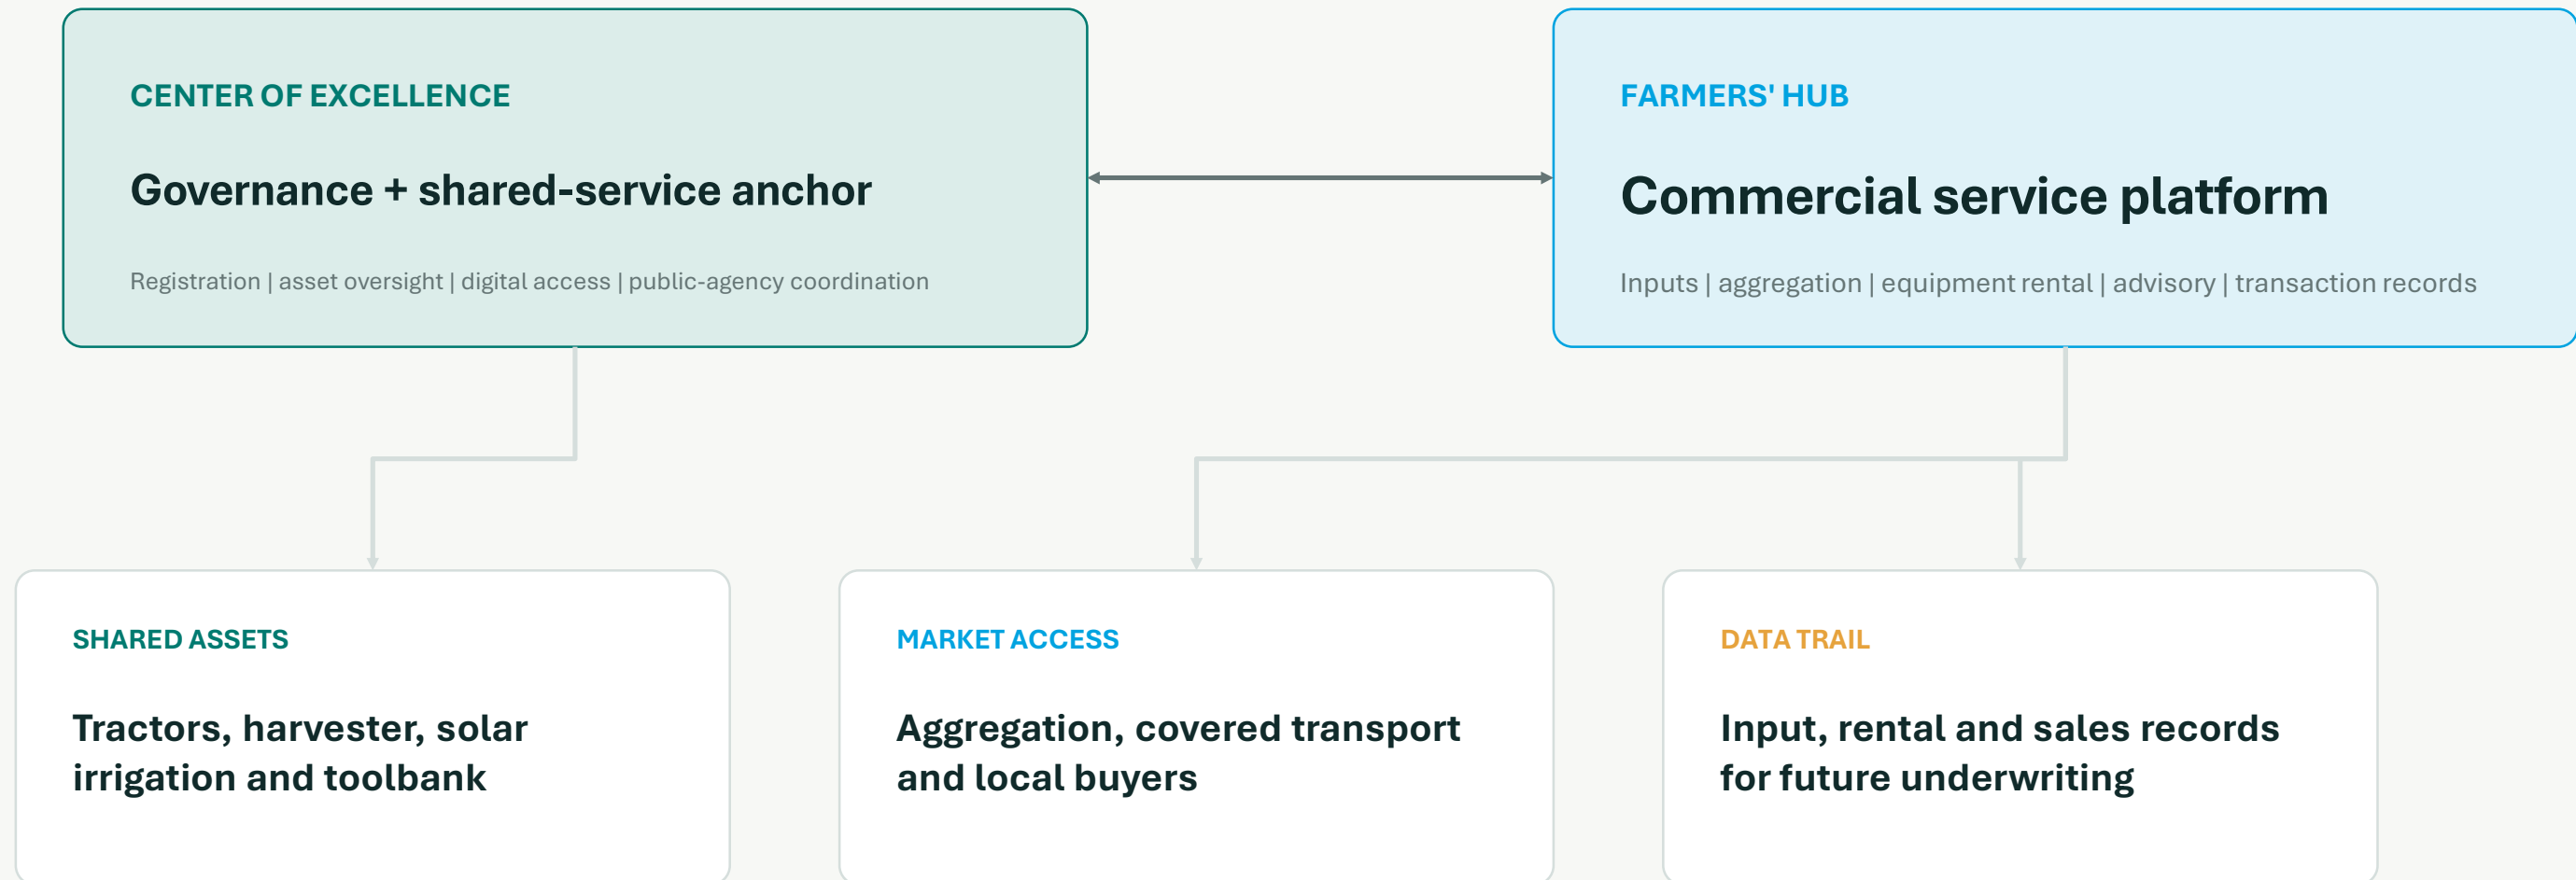 CENTER OF EXCELLENCE
Governance + shared-service anchor
Registration | asset oversight | digital access | public-agency coordination
FARMERS' HUB
Commercial service platform
Inputs | aggregation | equipment rental | advisory | transaction records
SHARED ASSETS
Tractors, harvester, solar
irrigation and toolbank
MARKET ACCESS
Aggregation, covered transport
and local buyers
DATA TRAIL
Input, rental and sales records
for future underwriting